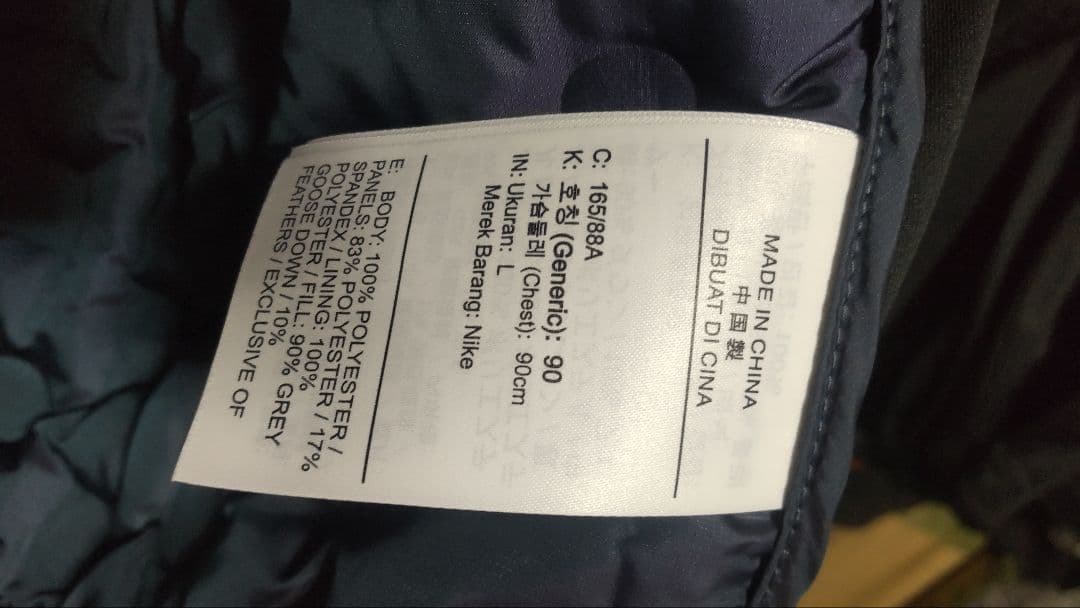 MADE IN CHINA
中国製
DIBUAT DI CINA
C: 165/88A
K: 호칭 (Generic): 90
가슴둘레 (Chest): 90cm
IN: Ukuran: L
Merek Barang: Nike
E: BODY: 100% POLYESTER /
PANELS: 83% POLYESTER / 17%
SPANDEX / LINING: 100%
POLYESTER / FILL: 90% GREY
GOOSE DOWN / 10%
FEATHERS / EXCLUSIVE OF